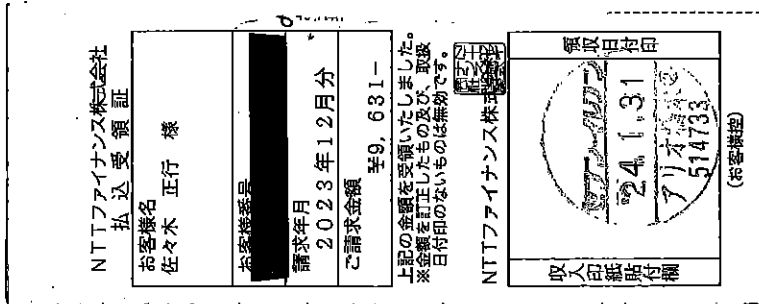 NTTファイナンス株式会社
払込受領証
お客様名
佐々木 正行 様
お客様番号
請求年月
2023年12月分
ご請求金額
¥9,631−
上記の金額を受領いたしました。
※金額を訂正したもの及び、取扱
日付印のないものは無効です。
NTTファイナンス株式会社
領収日付印
24.1.31
アリオ
514733
収入印紙貼付欄
(お客様控)